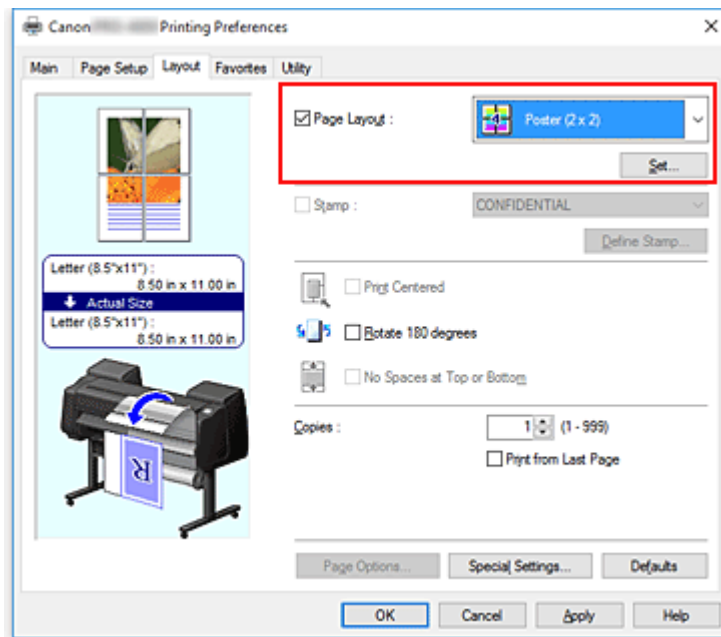 Canon Printing Preferences
Main Page Setup Layout Favorites Utility
Page Layout :
4 Poster (2 x 2)
Set...
Stamp :
CONFIDENTIAL
Define Stamp...
Letter (8.5"x11") :
8.50 in x 11.00 in
Actual Size
Letter (8.5"x11") :
8.50 in x 11.00 in
R
Print Centered
Rotate 180 degrees
No Spaces at Top or Bottom
Copies :
1 (1 - 999)
Print from Last Page
Page Options... Special Settings... Defaults
OK Cancel Apply Help